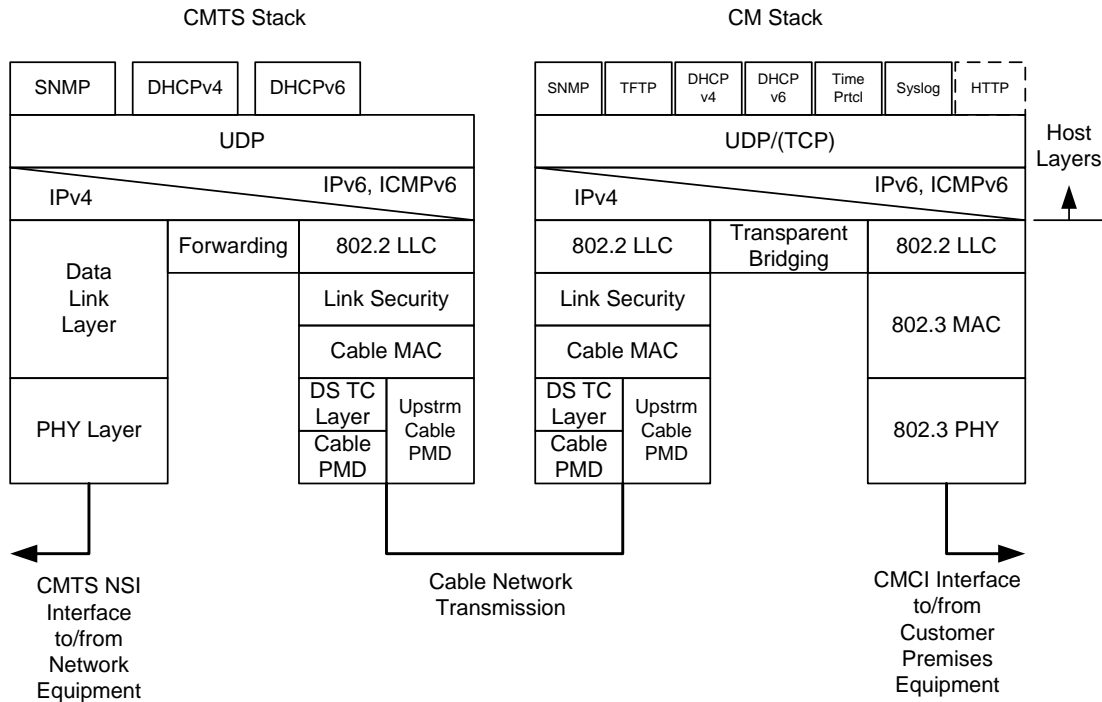 CMTS Stack
CM Stack
SNMP
DHCPv4
DHCPv6
SNMP
TFTP
DHCP
v4
DHCP
v6
Time
Prtcl
Syslog
HTTP
UDP
UDP/(TCP)
Host
Layers
IPv4
IPv6, ICMPv6
IPv4
IPv6, ICMPv6
Data
Link
Layer
Forwarding
802.2 LLC
802.2 LLC
Transparent
Bridging
802.2 LLC
Link Security
Link Security
802.3 MAC
Cable MAC
Cable MAC
PHY Layer
DS TC
Layer
Cable
PMD
Upstrm
Cable
PMD
DS TC
Layer
Cable
PMD
Upstrm
Cable
PMD
802.3 PHY
CMTS NSI
Interface
to/from
Network
Equipment
Cable Network
Transmission
CMCI Interface
to/from
Customer
Premises
Equipment